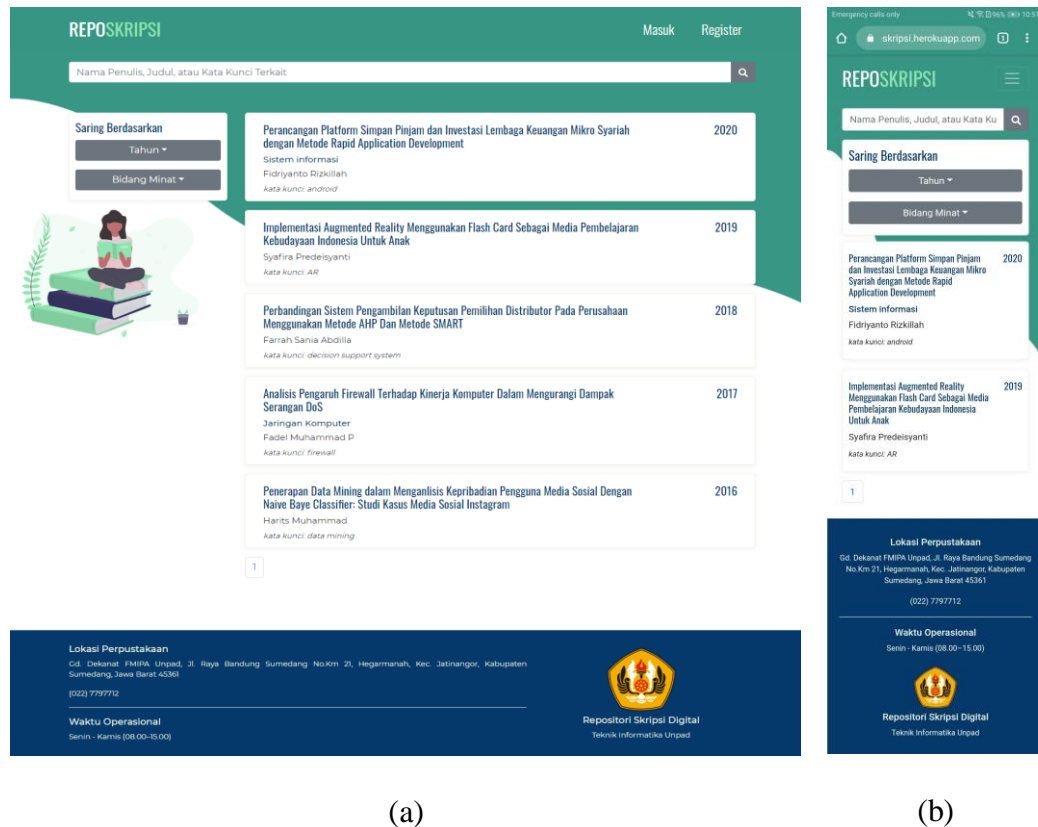 REPOSKRIPSI
Masuk
Register
Nama Penulis, Judul, atau Kata Kunci Terkait
Saring Berdasarkan
Tahun
Bidang Minat
Perancangan Platform Simpan Pinjam dan Investasi Lembaga Keuangan Mikro Syariah
dengan Metode Rapid Application Development
2020
Sistem informasi
Fidriyanto Rizkillah
kata kunci: android
Implementasi Augmented Reality Menggunakan Flash Card Sebagai Media Pembelajaran
Kebudayaan Indonesia Untuk Anak
2019
Syafira Predeisyanti
kata kunci: AR
Perbandingan Sistem Pengambilan Keputusan Pemilihan Distributor Pada Perusahaan
Menggunakan Metode AHP Dan Metode SMART
2018
Farrah Sania Abdilla
kata kunci: decision support system
Analisis Pengaruh Firewall Terhadap Kinerja Komputer Dalam Mengurangi Dampak
Serangan DoS
2017
Jaringan Komputer
Fadel Muhammad P
kata kunci: firewall
Penerapan Data Mining dalam Menganlisis Kepribadian Pengguna Media Sosial Dengan
Naive Baye Classifier: Studi Kasus Media Sosial Instagram
2016
Harits Muhammad
kata kunci: data mining
1
Lokasi Perpustakaan
Gd. Dekanat FMIPA Unpad, Jl. Raya Bandung Sumedang No.Km 21, Hegarmanah, Kec. Jatinangor, Kabupaten
Sumedang, Jawa Barat 45361
(022) 7797712
Waktu Operasional
Senin - Kamis (08.00–15.00)
Repositori Skripsi Digital
Teknik Informatika Unpad
(a)
Emergency calls only
96% 10:51
-skripsi.herokuapp.com
1
REPOSKRIPSI
Nama Penulis, Judul, atau Kata Ku
Saring Berdasarkan
Tahun
Bidang Minat
Perancangan Platform Simpan Pinjam
dan Investasi Lembaga Keuangan Mikro
Syariah dengan Metode Rapid
Application Development
2020
Sistem informasi
Fidriyanto Rizkillah
kata kunci: android
Implementasi Augmented Reality
Menggunakan Flash Card Sebagai Media
Pembelajaran Kebudayaan Indonesia
Untuk Anak
2019
Syafira Predeisyanti
kata kunci: AR
1
Lokasi Perpustakaan
Gd. Dekanat FMIPA Unpad, Jl. Raya Bandung Sumedang
No.Km 21, Hegarmanah, Kec. Jatinangor, Kabupaten
Sumedang, Jawa Barat 45361
(022) 7797712
Waktu Operasional
Senin - Kamis (08.00–15.00)
Repositori Skripsi Digital
Teknik Informatika Unpad
(b)